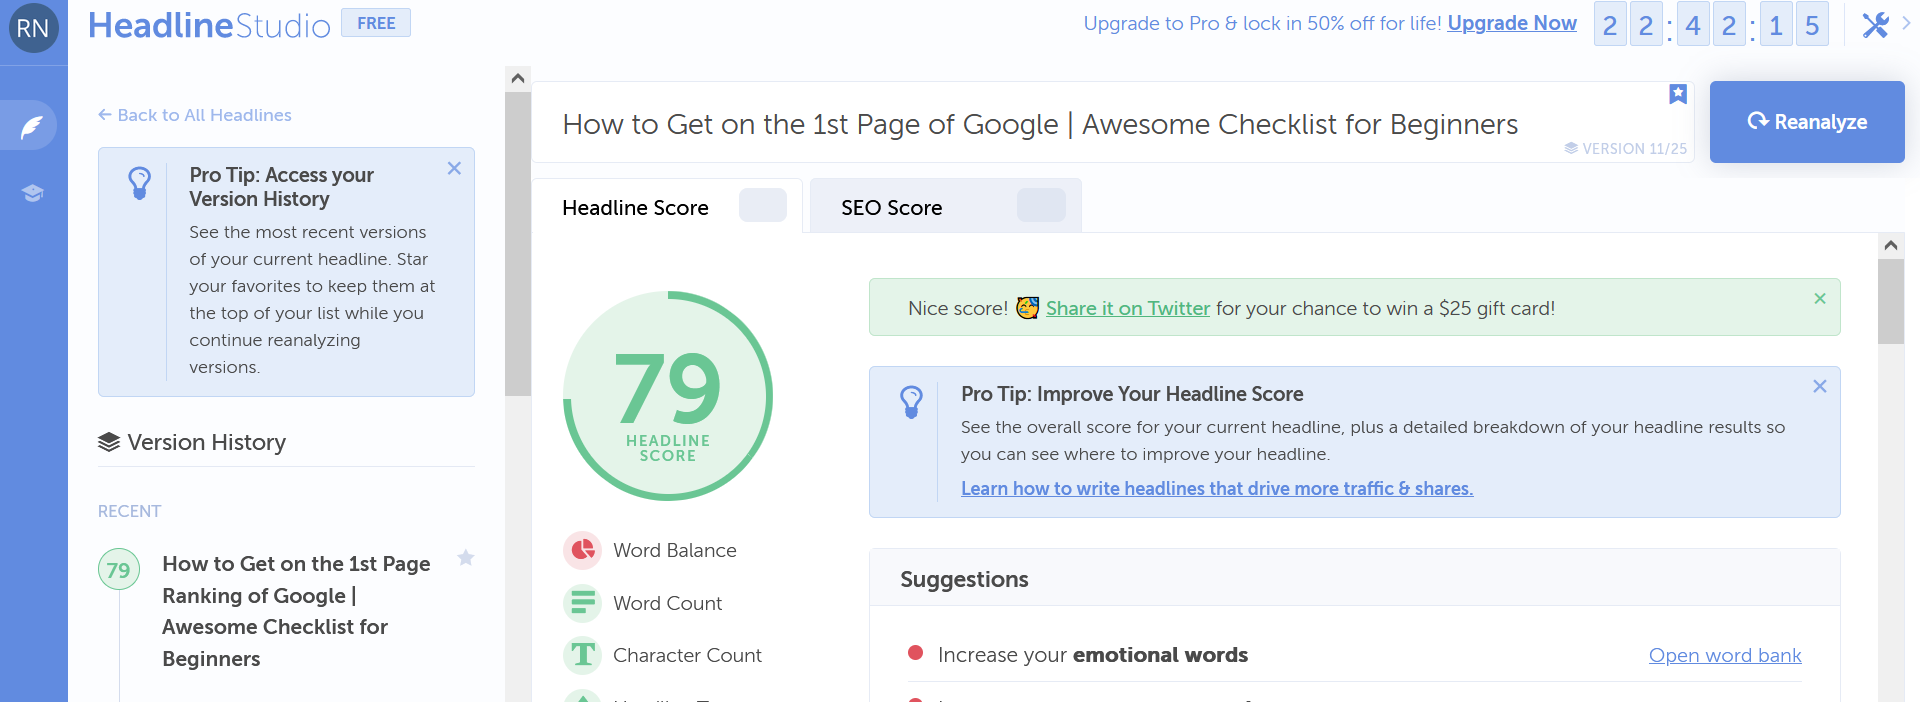 RN
HeadlineStudio FREE
Upgrade to Pro & lock in 50% off for life! Upgrade Now 22:42:15
← Back to All Headlines
Pro Tip: Access your
Version History
See the most recent versions
of your current headline. Star
your favorites to keep them at
the top of your list while you
continue reanalyzing
versions.
Version History
RECENT
79
How to Get on the 1st Page
Ranking of Google |
Awesome Checklist for
Beginners
How to Get on the 1st Page of Google | Awesome Checklist for Beginners
VERSION 11/25
Reanalyze
Headline Score
SEO Score
79
HEADLINE
SCORE
Word Balance
Word Count
Character Count
Nice score! 🥳 Share it on Twitter for your chance to win a $25 gift card!
Pro Tip: Improve Your Headline Score
See the overall score for your current headline, plus a detailed breakdown of your headline results so
you can see where to improve your headline.
Learn how to write headlines that drive more traffic & shares.
Suggestions
Increase your emotional words
Open word bank